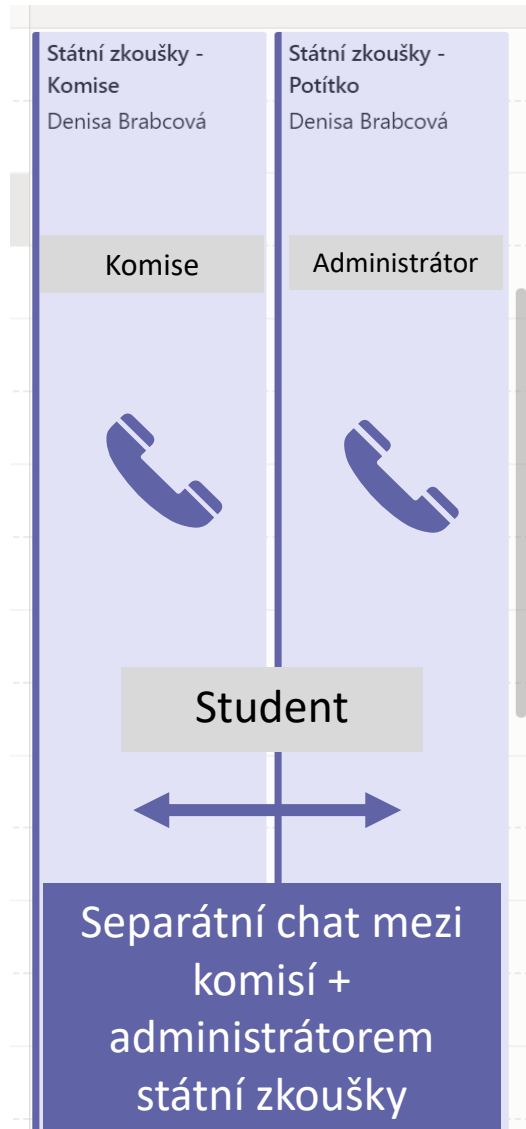 Státní zkoušky -
Komise
Denisa Brabcová
Státní zkoušky -
Potítko
Denisa Brabcová
Komise
Administrátor
Student
Separátní chat mezi
komisí +
administrátorem
státní zkoušky